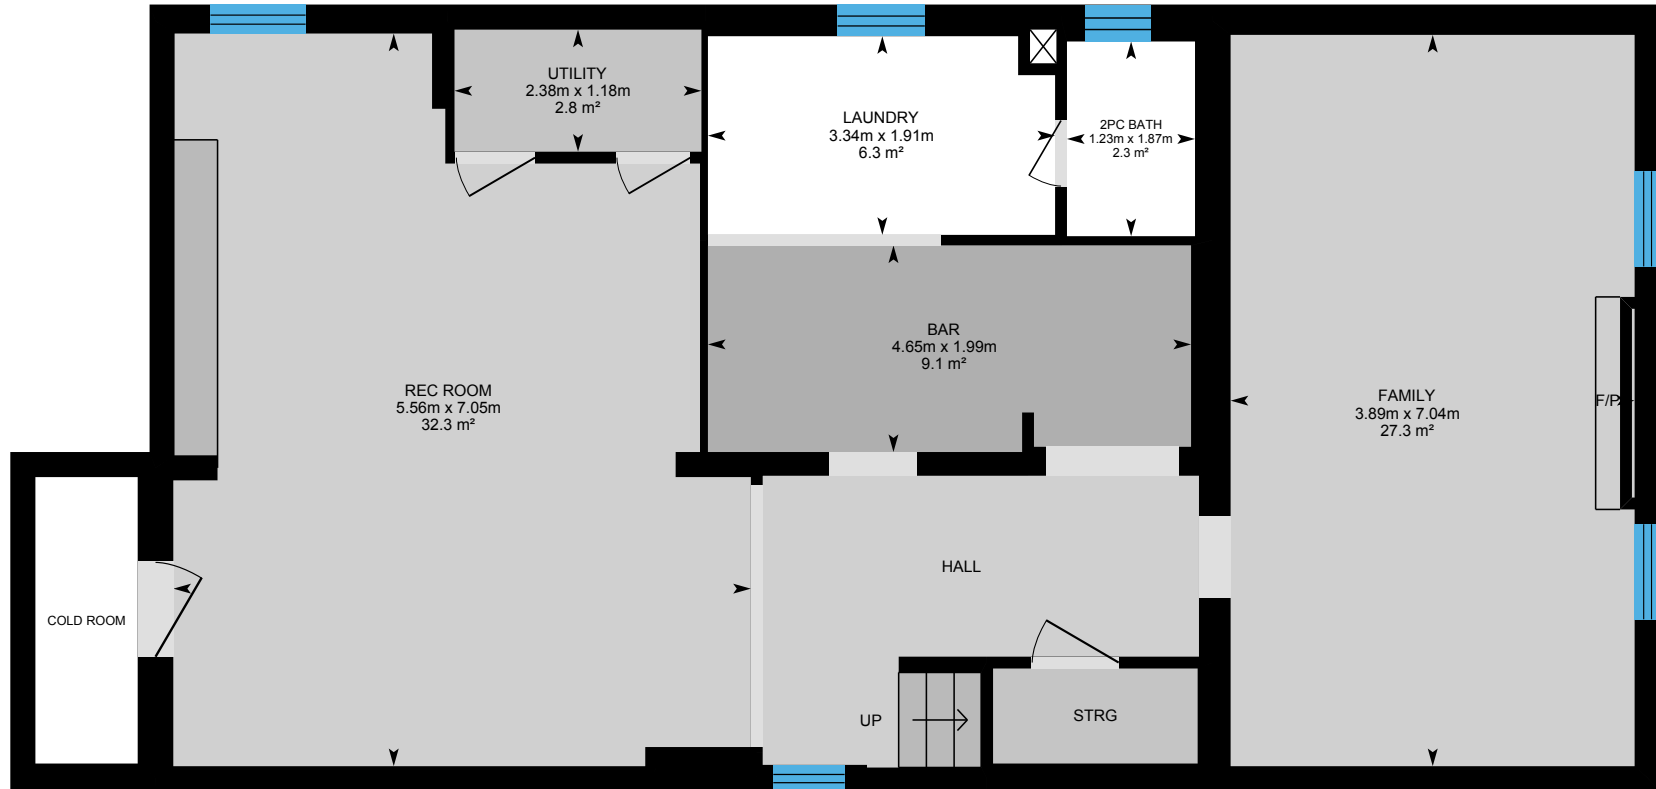 UTILITY
2.38m x 1.18m
2.8 m²
LAUNDRY
3.34m x 1.91m
6.3 m²
2PC BATH
1.23m x 1.87m
2.3 m²
BAR
4.65m x 1.99m
9.1 m²
REC ROOM
5.56m x 7.05m
32.3 m²
FAMILY
3.89m x 7.04m
27.3 m²
F/P
HALL
COLD ROOM
UP
STRG